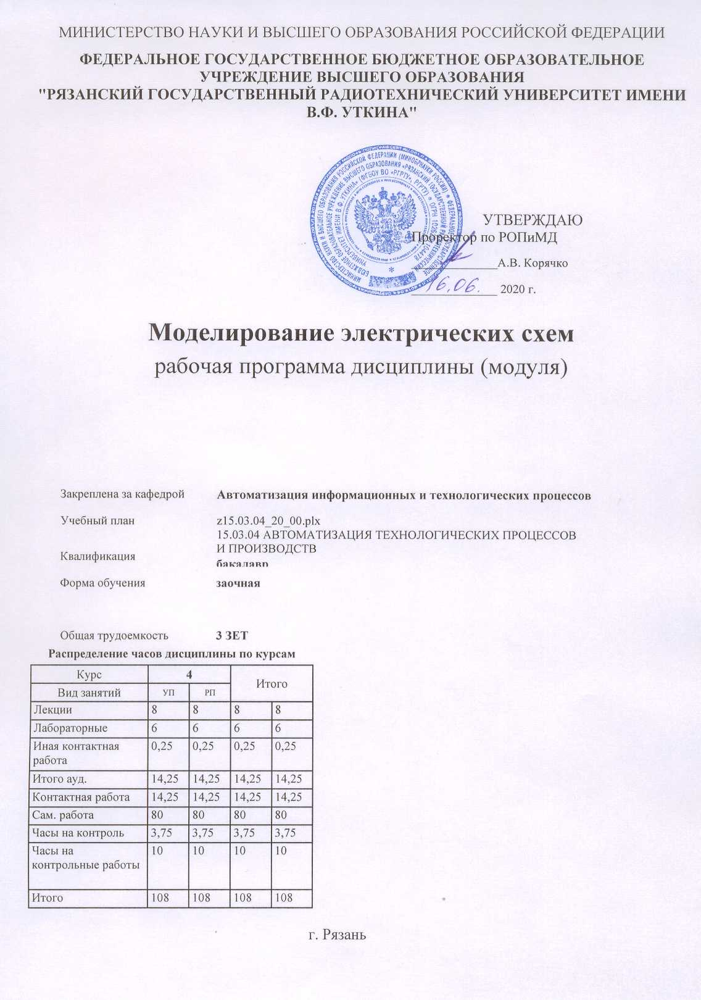 МИНИСТЕРСТВО НАУКИ И ВЫСШЕГО ОБРАЗОВАНИЯ РОССИЙСКОЙ ФЕДЕРАЦИИ
ФЕДЕРАЛЬНОЕ ГОСУДАРСТВЕННОЕ БЮДЖЕТНОЕ ОБРАЗОВАТЕЛЬНОЕ
УЧРЕЖДЕНИЕ ВЫСШЕГО ОБРАЗОВАНИЯ
"РЯЗАНСКИЙ ГОСУДАРСТВЕННЫЙ РАДИОТЕХНИЧЕСКИЙ УНИВЕРСИТЕТ ИМЕНИ
В.Ф. УТКИНА"
УТВЕРЖДАЮ
Проректор по РОПиМД
А.В. Корячко
16.06. 2020 г.
Моделирование электрических схем
рабочая программа дисциплины (модуля)
Закреплена за кафедрой Автоматизация информационных и технологических процессов
Учебный план z15.03.04_20_00.plx
15.03.04 АВТОМАТИЗАЦИЯ ТЕХНОЛОГИЧЕСКИХ ПРОЦЕССОВ
И ПРОИЗВОДСТВ
Квалификация бакалавр
Форма обучения заочная
Общая трудоемкость 3 ЗЕТ
Распределение часов дисциплины по курсам
Курс 4 Итого
Вид занятий УП РП
Лекции 8 8 8 8
Лабораторные 6 6 6 6
Иная контактная 0,25 0,25 0,25 0,25
работа
Итого ауд. 14,25 14,25 14,25 14,25
Контактная работа 14,25 14,25 14,25 14,25
Сам. работа 80 80 80 80
Часы на контроль 3,75 3,75 3,75 3,75
Часы на 10 10 10 10
контрольные работы
Итого 108 108 108 108
г. Рязань